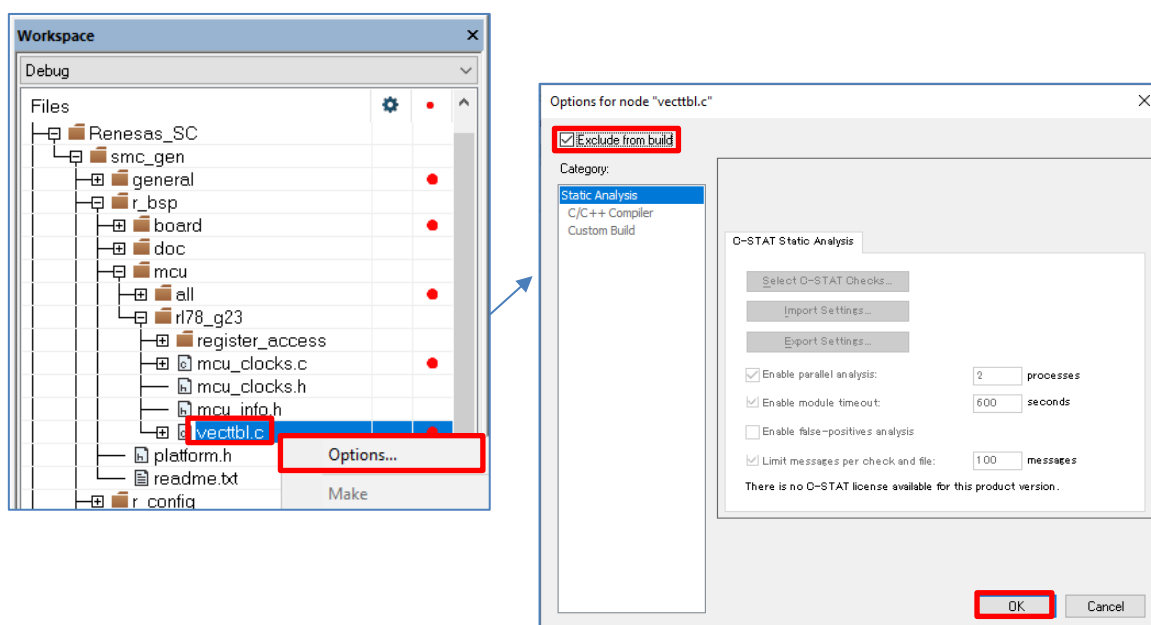 Workspace
Debug
Files
Renesas_SC
smc_gen
general
r_bsp
board
doc
mcu
all
rl78_g23
register_access
mcu_clocks.c
mcu_clocks.h
mcu_info.h
vecttbl.c
Options...
platform.h
readme.txt
Make
r_config
Options for node "vecttbl.c"
Exclude from build
Category:
Static Analysis
C/C++ Compiler
Custom Build
C-STAT Static Analysis
Select C-STAT Checks...
Import Settings...
Export Settings...
Enable parallel analysis: 2 processes
Enable module timeout: 600 seconds
Enable false-positives analysis
Limit messages per check and file: 100 messages
There is no C-STAT license available for this product version.
OK Cancel